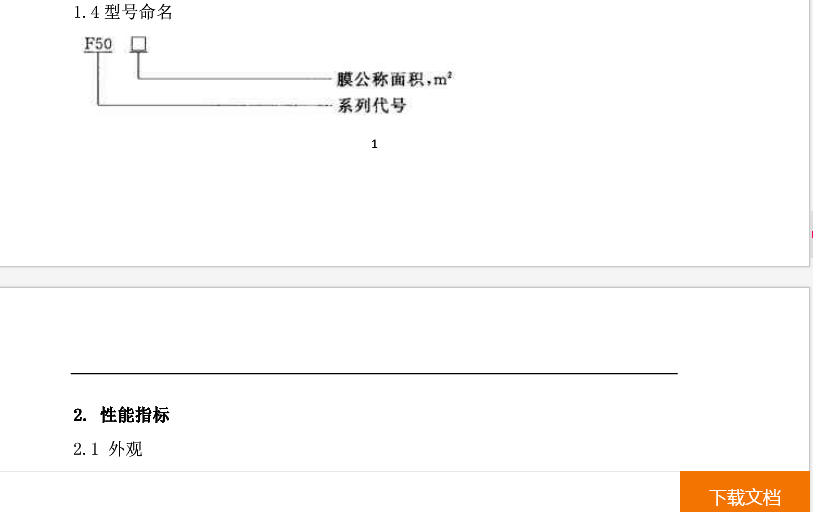 1.4 型号命名
F50 □
膜公称面积,m²
系列代号
1
2. 性能指标
2.1 外观
下载文档